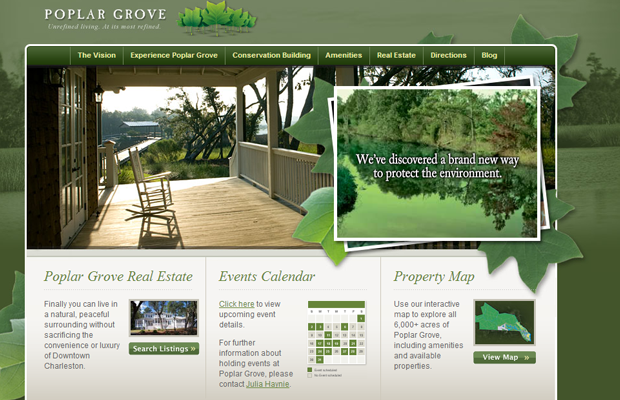 POPLAR GROVE
Unrefined living. At its most refined.
The Vision
Experience Poplar Grove
Conservation Building
Amenities
Real Estate
Directions
Blog
We've discovered a brand new way
to protect the environment.
Poplar Grove Real Estate
Finally you can live in
a natural, peaceful
surrounding without
sacrificing the
convenience or luxury
of Downtown
Charleston.
Search Listings »
Events Calendar
Click here to view
upcoming event
details.
For further
information about
holding events at
Poplar Grove, please
contact Julia Havnie.
Property Map
Use our interactive
map to explore all
6,000+ acres of
Poplar Grove,
including amenities
and available
properties.
View Map »